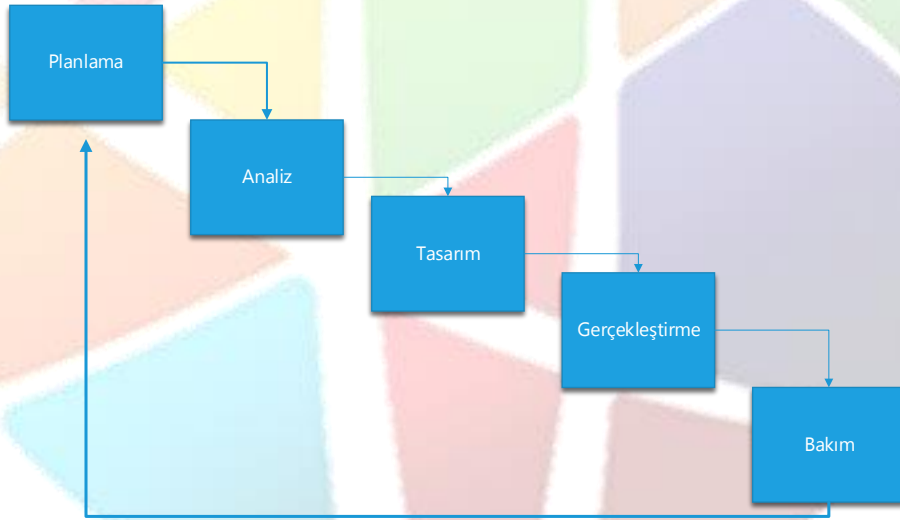 Planlama
Analiz
Tasarım
Gerçekleştirme
Bakım